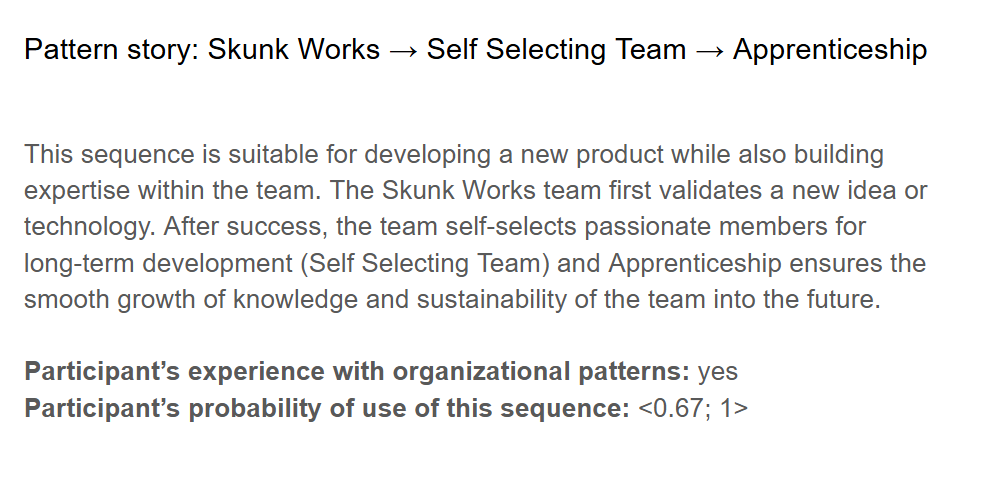 Pattern story: Skunk Works → Self Selecting Team → Apprenticeship
This sequence is suitable for developing a new product while also building
expertise within the team. The Skunk Works team first validates a new idea or
technology. After success, the team self-selects passionate members for
long-term development (Self Selecting Team) and Apprenticeship ensures the
smooth growth of knowledge and sustainability of the team into the future.
Participant’s experience with organizational patterns: yes
Participant’s probability of use of this sequence: <0.67; 1>